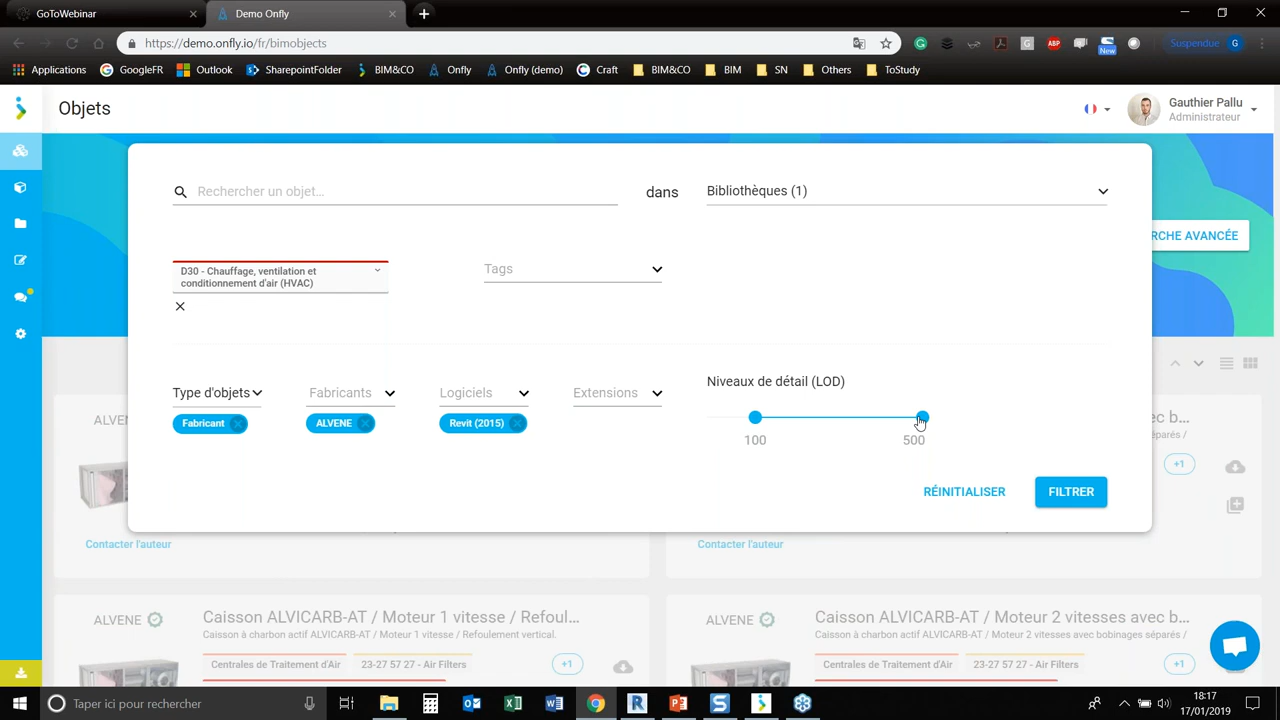 GoToWebinar
Demo Onfly
https://demo.onfly.io/fr/bimobjects
ABP
New
Suspendue
G
Applications
GoogleFR
Outlook
SharepointFolder
BIM&CO
Onfly
Onfly (demo)
Craft
BIM&CO
BIM
SN
Others
ToStudy
Objets
Gauthier Pallu
Administrateur
Rechercher un objet...
dans
Bibliothèques (1)
RCHE AVANCÉE
D30 - Chauffage, ventilation et
conditionnement d'air (HVAC)
Tags
Type d'objets
Fabricants
Logiciels
Extensions
Niveaux de détail (LOD)
Fabricant
ALVENE
Revit (2015)
100
500
RÉINITIALISER
FILTRER
+1
Contacter l'auteur
Contacter l'auteur
ALVENE
Caisson ALVICARB-AT / Moteur 1 vitesse / Refoul...
Caisson à charbon actif ALVICARB-AT / Moteur 1 vitesse / Refoulement vertical.
Centrales de Traitement d'Air
23-27 57 27 - Air Filters
+1
ALVENE
Caisson ALVICARB-AT / Moteur 2 vitesses avec b...
Caisson à charbon actif ALVICARB-AT / Moteur 2 vitesses avec bobinages séparés /
Centrales de Traitement d'Air
23-27 57 27 - Air Filters
+1
Taper ici pour rechercher
18:17
17/01/2019